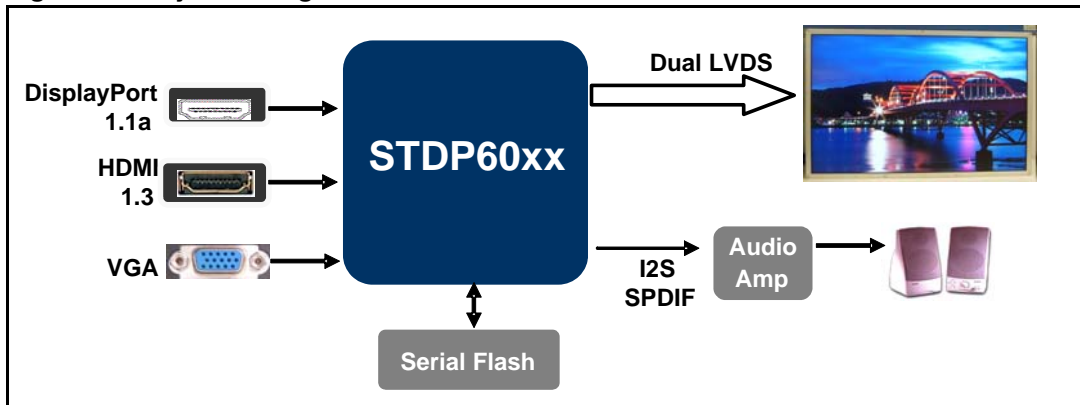 DisplayPort
1.1a
HDMI
1.3
VGA
STDP60xx
Serial Flash
Dual LVDS
I2S
SPDIF
Audio
Amp